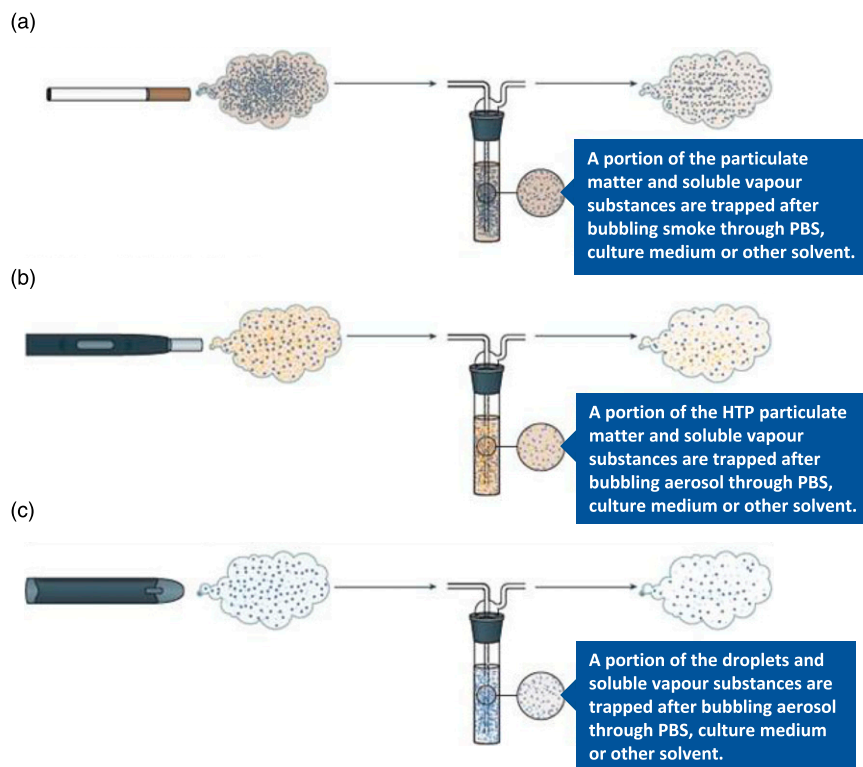 (a)
A portion of the particulate
matter and soluble vapour
substances are trapped after
bubbling smoke through PBS,
culture medium or other solvent.
(b)
A portion of the HTP particulate
matter and soluble vapour
substances are trapped after
bubbling aerosol through PBS,
culture medium or other solvent.
(c)
A portion of the droplets and
soluble vapour substances are
trapped after bubbling aerosol
through PBS, culture medium
or other solvent.